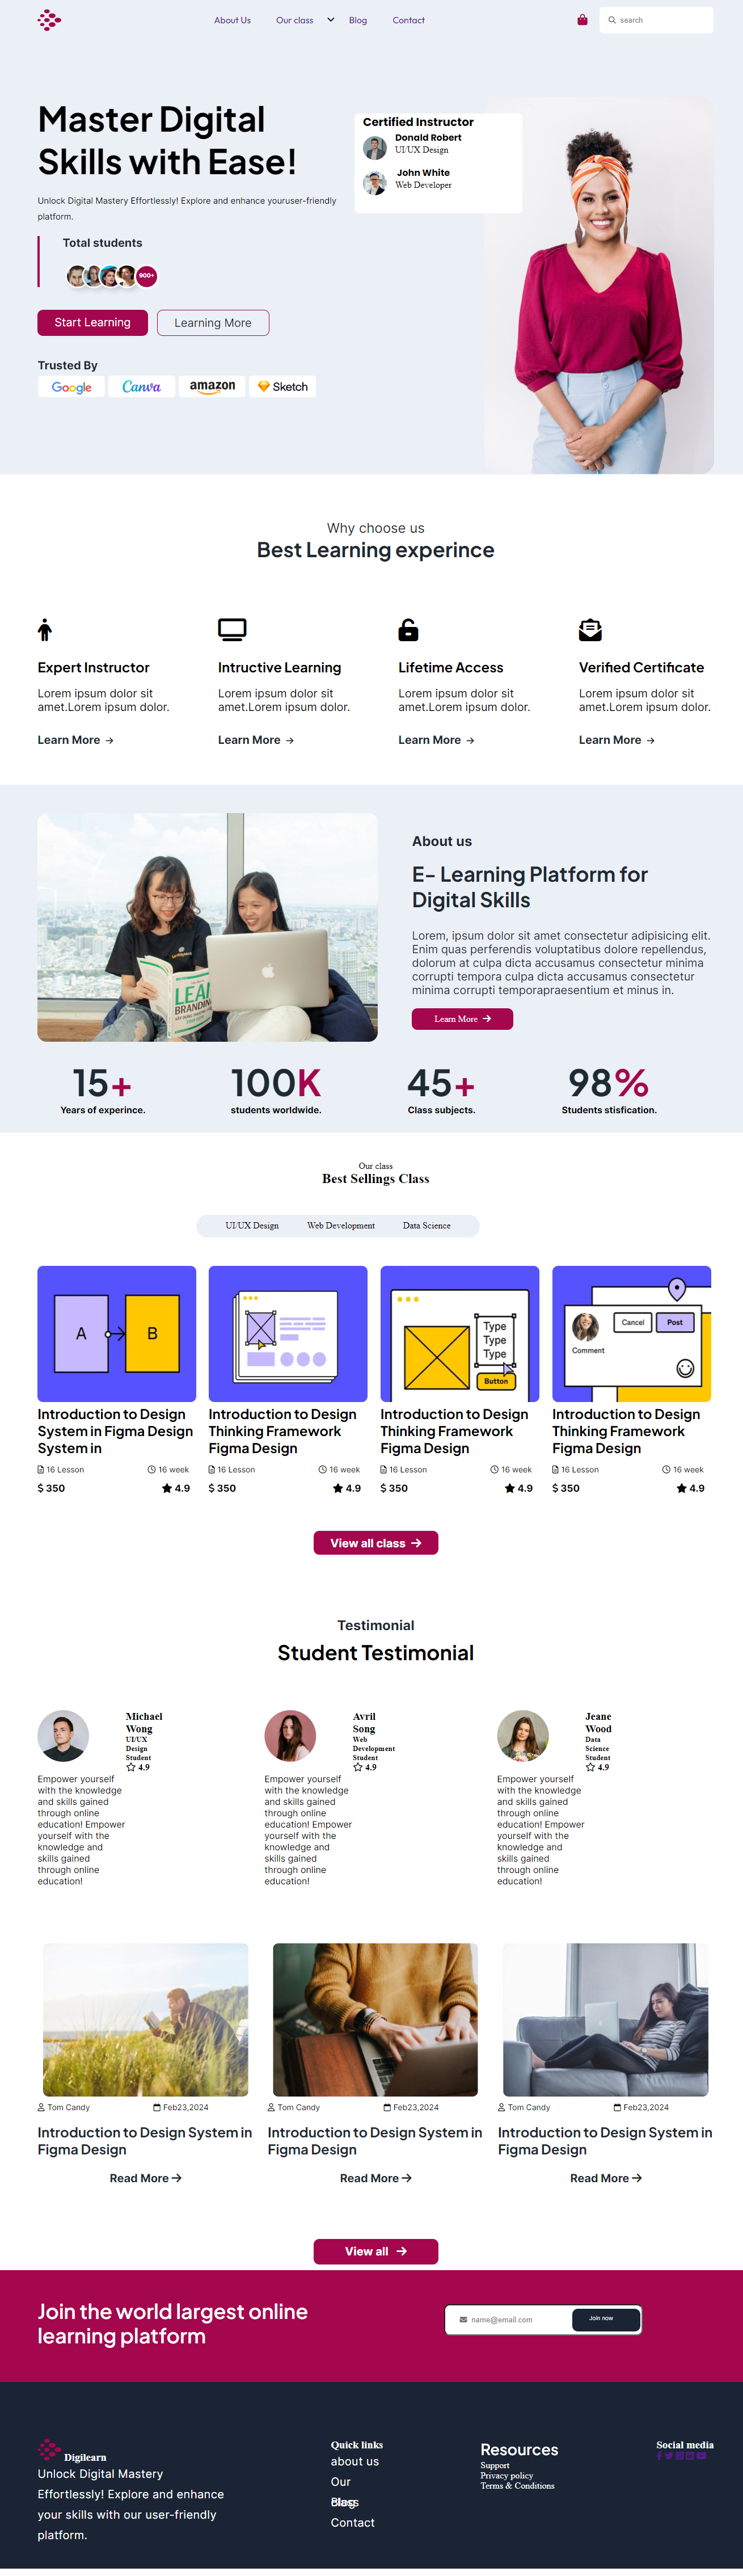 About Us Our class Blog Contact search
Master Digital
Skills with Ease!
Unlock Digital Mastery Effortlessly! Explore and enhance youruser-friendly
platform.
Total students
900+
Start Learning Learning More
Trusted By
Google Canva amazon Sketch
Certified Instructor
Donald Robert
UI/UX Design
John White
Web Developer
Why choose us
Best Learning experince
Expert Instructor
Lorem ipsum dolor sit
amet.Lorem ipsum dolor.
Learn More →
Intructive Learning
Lorem ipsum dolor sit
amet.Lorem ipsum dolor.
Learn More →
Lifetime Access
Lorem ipsum dolor sit
amet.Lorem ipsum dolor.
Learn More →
Verified Certificate
Lorem ipsum dolor sit
amet.Lorem ipsum dolor.
Learn More →
LEAI
BRANDIN
About us
E- Learning Platform for
Digital Skills
Lorem, ipsum dolor sit amet consectetur adipisicing elit.
Enim quas perferendis voluptatibus dolore repellendus,
dolorum at culpa dicta accusamus consectetur minima
corrupti tempora culpa dicta accusamus consectetur
minima corrupti temporapraesentium et minus in.
Learn More →
15+ 100K 45+ 98%
Years of experince. students worldwide. Class subjects. Students stisfication.
Our class
Best Sellings Class
UI/UX Design Web Development Data Science
A B
Introduction to Design
System in Figma Design
System in
16 Lesson 16 week
$ 350 4.9
Introduction to Design
Thinking Framework
Figma Design
16 Lesson 16 week
$ 350 4.9
Type
Type
Type
Button
Introduction to Design
Thinking Framework
Figma Design
16 Lesson 16 week
$ 350 4.9
Cancel Post
Comment
Introduction to Design
Thinking Framework
Figma Design
16 Lesson 16 week
$ 350 4.9
View all class →
Testimonial
Student Testimonial
Michael
Wong
UI/UX
Design
Student
4.9
Empower yourself
with the knowledge
and skills gained
through online
education! Empower
yourself with the
knowledge and
skills gained
through online
education!
Avril
Song
Web
Development
Student
4.9
Empower yourself
with the knowledge
and skills gained
through online
education! Empower
yourself with the
knowledge and
skills gained
through online
education!
Jeane
Wood
Data
Science
Student
4.9
Empower yourself
with the knowledge
and skills gained
through online
education! Empower
yourself with the
knowledge and
skills gained
through online
education!
Tom Candy Feb23,2024
Introduction to Design System in
Figma Design
Read More →
Tom Candy Feb23,2024
Introduction to Design System in
Figma Design
Read More →
Tom Candy Feb23,2024
Introduction to Design System in
Figma Design
Read More →
View all →
Join the world largest online
learning platform
name@email.com Join now
Digilearn
Unlock Digital Mastery
Effortlessly! Explore and enhance
your skills with our user-friendly
platform.
Quick links
about us
Our
class
Blog
Contact
Resources
Support
Privacy policy
Terms & Conditions
Social media